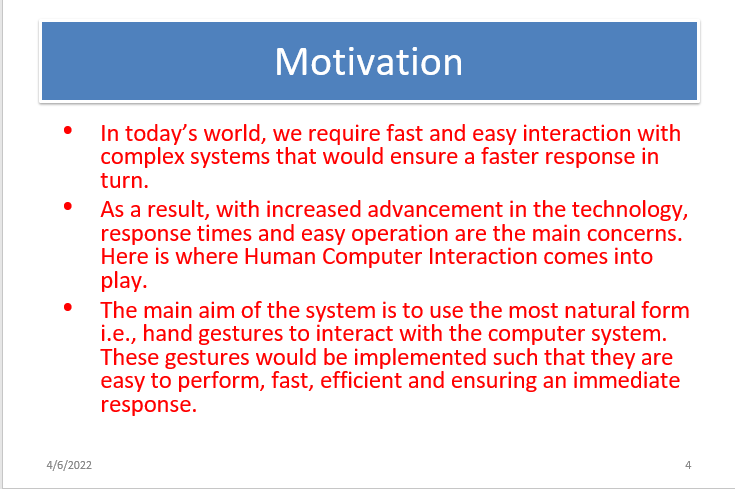 Motivation
• In today’s world, we require fast and easy interaction with
complex systems that would ensure a faster response in
turn.
• As a result, with increased advancement in the technology,
response times and easy operation are the main concerns.
Here is where Human Computer Interaction comes into
play.
• The main aim of the system is to use the most natural form
i.e., hand gestures to interact with the computer system.
These gestures would be implemented such that they are
easy to perform, fast, efficient and ensuring an immediate
response.
4/6/2022
4